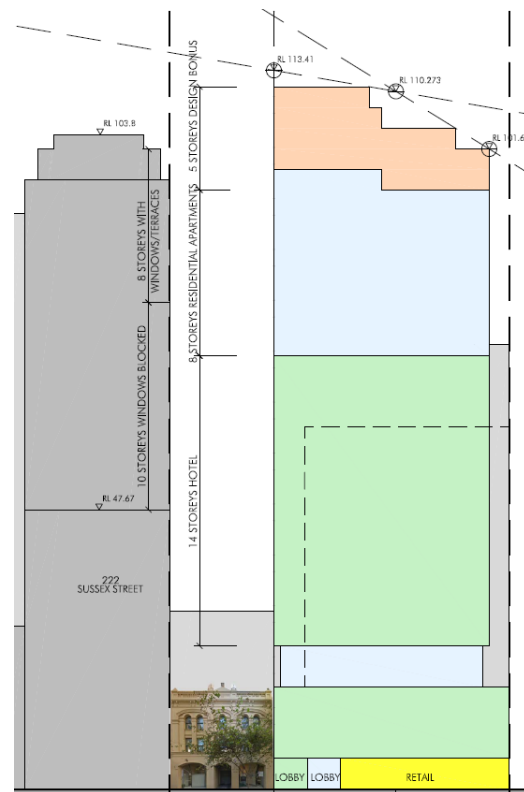 RL 113.41
RL 110.273
RL 101.6
RL 103.8
5 STOREYS DESIGN BONUS
8 STOREYS WITH
WINDOWS/TERRACES
8 STOREYS RESIDENTIAL APARTMENTS
10 STOREYS WINDOWS BLOCKED
14 STOREYS HOTEL
RL 47.67
222
SUSSEX STREET
LOBBY
LOBBY
RETAIL